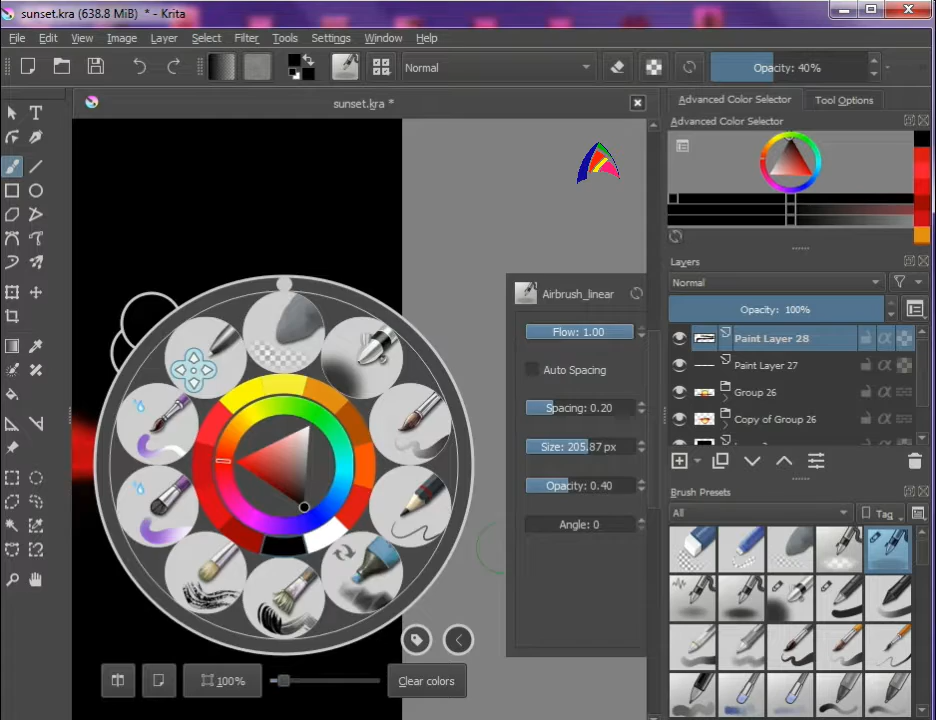 sunset.kra (638.8 MiB) * - Krita
File Edit View Image Layer Select Filter Tools Settings Window Help
Normal
Opacity: 40%
sunset.kra *
Advanced Color Selector
Tool Options
Advanced Color Selector
Layers
Normal
Opacity: 100%
Paint Layer 28
Paint Layer 27
Group 26
Copy of Group 26
Brush Presets
All
Tag
Airbrush_linear
Flow: 1.00
Auto Spacing
Spacing: 0.20
Size: 205.87 px
Opacity: 0.40
Angle: 0
100%
Clear colors